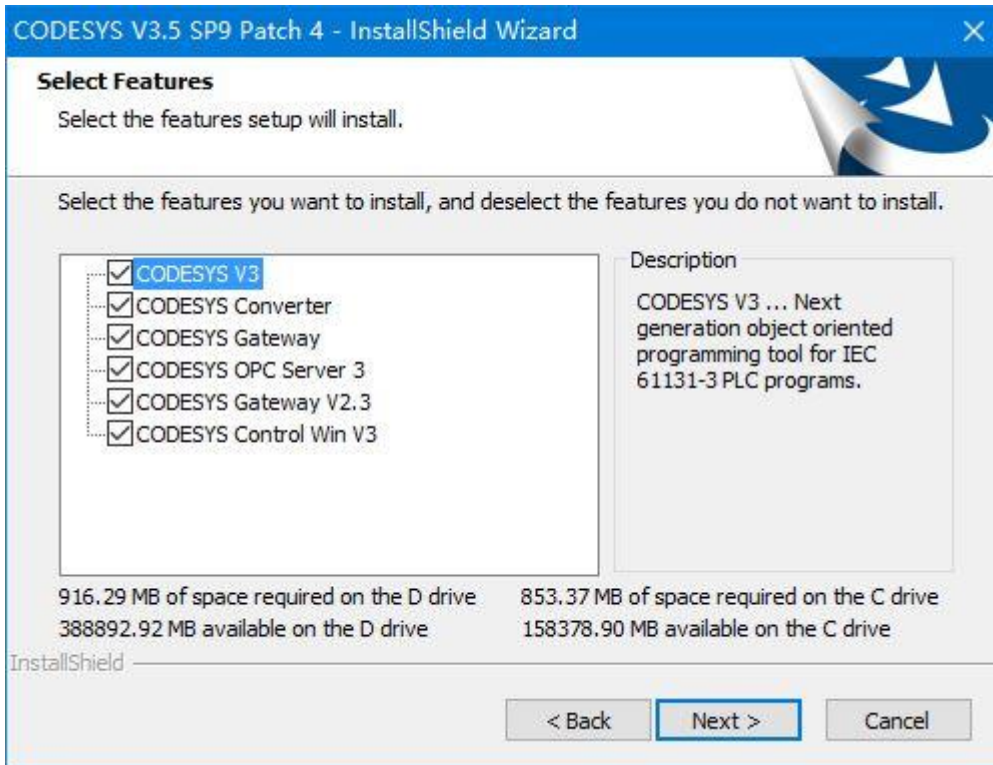 CODESYS V3.5 SP9 Patch 4 - InstallShield Wizard
Select Features
Select the features setup will install.
Select the features you want to install, and deselect the features you do not want to install.
CODESYS V3
CODESYS Converter
CODESYS Gateway
CODESYS OPC Server 3
CODESYS Gateway V2.3
CODESYS Control Win V3
Description
CODESYS V3 ... Next
generation object oriented
programming tool for IEC
61131-3 PLC programs.
916.29 MB of space required on the D drive
853.37 MB of space required on the C drive
388892.92 MB available on the D drive
158378.90 MB available on the C drive
InstallShield
< Back
Next >
Cancel